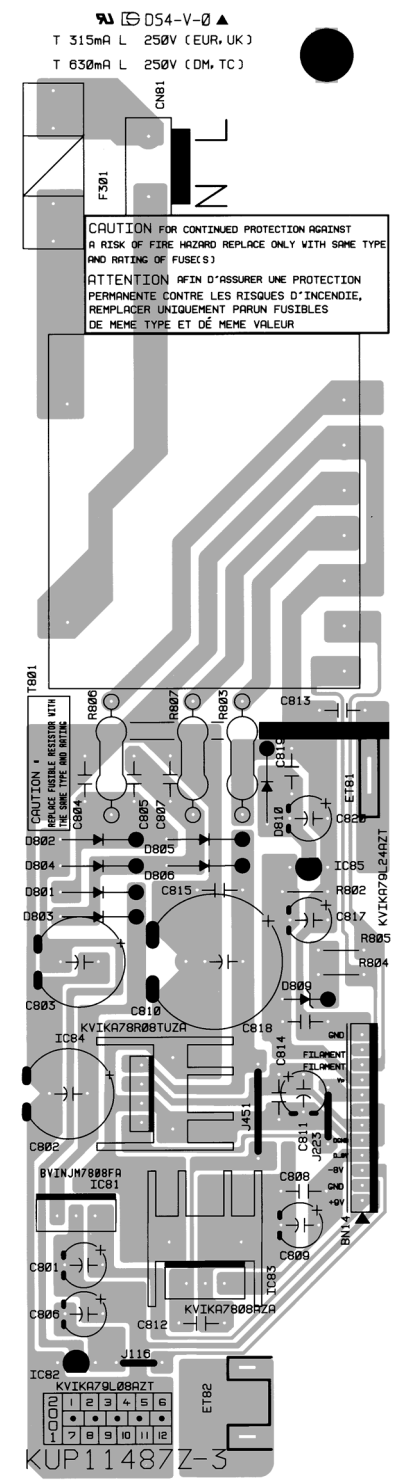 DS4-V-0
T 315mA L 250V (EUR, UK)
T 630mA L 250V (DM, TC)
CN81
F301
N L
CAUTION FOR CONTINUED PROTECTION AGAINST
A RISK OF FIRE HAZARD REPLACE ONLY WITH SAME TYPE
AND RATING OF FUSE(S)
ATTENTION AFIN D'ASSURER UNE PROTECTION
PERMANENTE CONTRE LES RISQUES D'INCENDIE,
REMPLACER UNIQUEMENT PARUN FUSIBLES
DE MEME TYPE ET DÉ MEME VALEUR
T801
R806
R807
R803
C813
CAUTION :
REPLACE FUSIBLE RESISTOR WITH
THE SAME TYPE AND RATING
C804
C805
C807
C819
D810
C820
ET81
KVIKA79L24AZT
D802
D805
D804
D806
IC85
D801
C815
R802
D803
C817
R805
R804
C803
C810
D809
KVIKA78R08TUZA
C818
IC84
C814
GND
FILAMENT
FILAMENT
C802
J451
C811
J223
BVINJM7808FA
IC81
C808
-8V
GND
+9V
BN14
C809
C801
IC83
KVIKA7808AZA
C806
C812
J116
IC82
KVIKA79L08AZT
ET82
2001
1 2 3 4 5 6
7 8 9 10 11 12
KUP11487Z-3